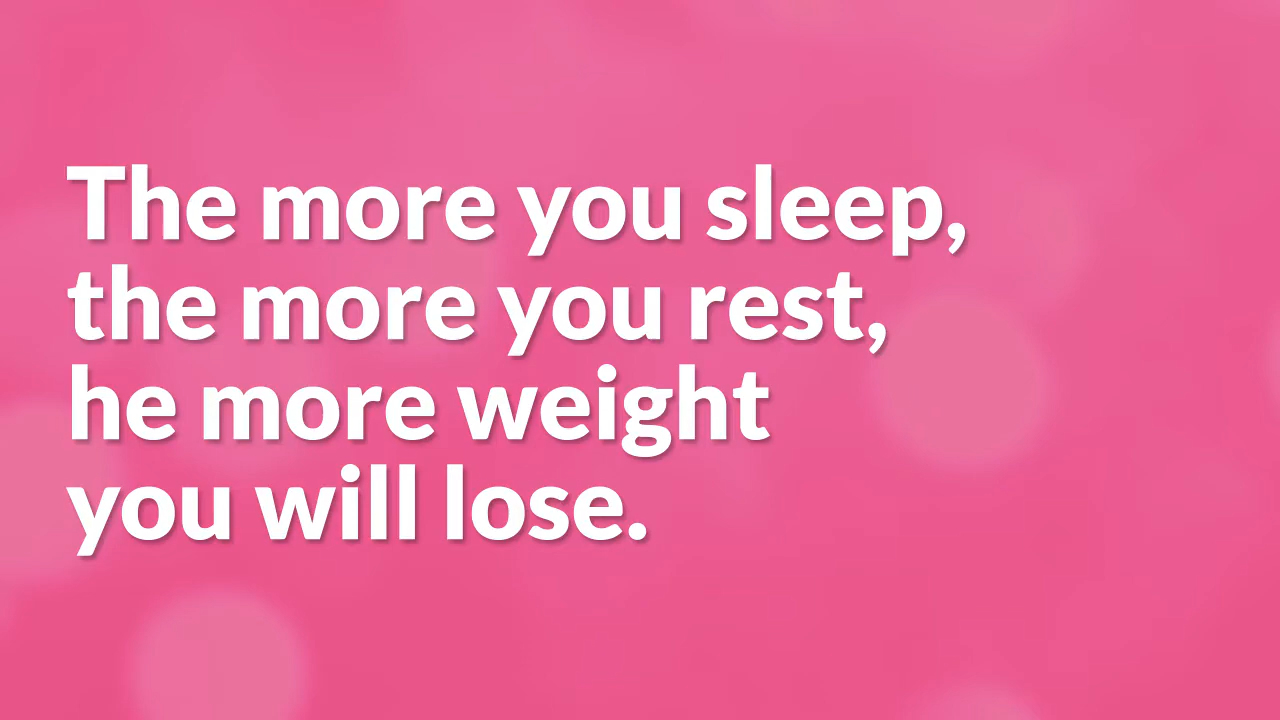 The more you sleep,
the more you rest,
he more weight
you will lose.